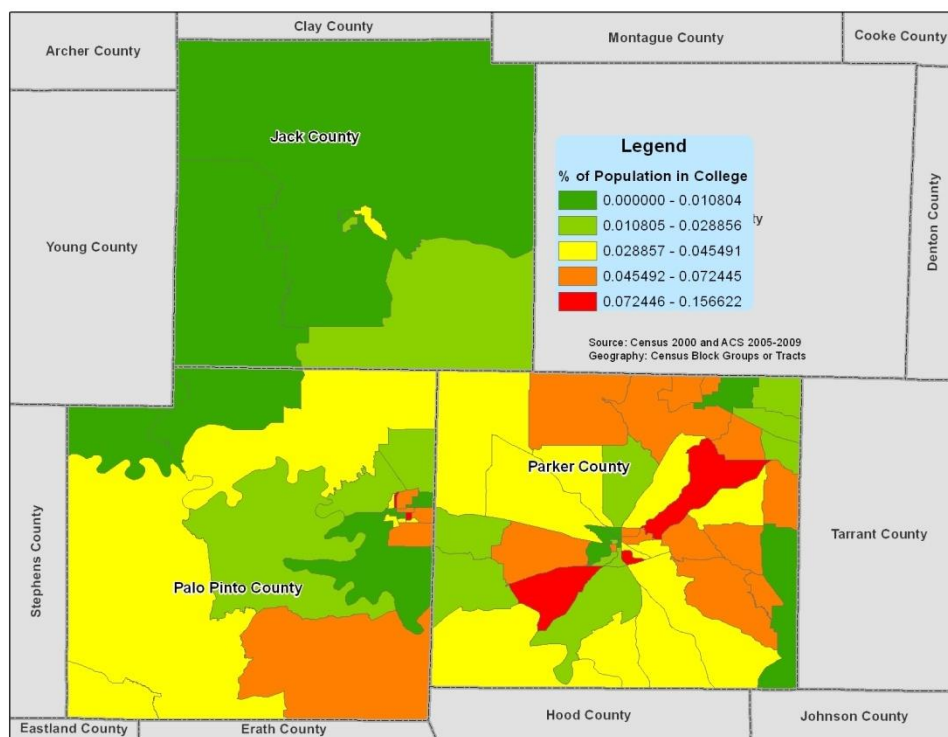 Clay County
Montague County
Cooke County
Archer County
Jack County
Legend
% of Population in College
0.000000 - 0.010804
0.010805 - 0.028856
0.028857 - 0.045491
0.045492 - 0.072445
0.072446 - 0.156622
ty
Young County
Denton County
Source: Census 2000 and ACS 2005-2009
Geography: Census Block Groups or Tracts
Parker County
Tarrant County
Stephens County
Palo Pinto County
Hood County
Johnson County
Eastland County
Erath County